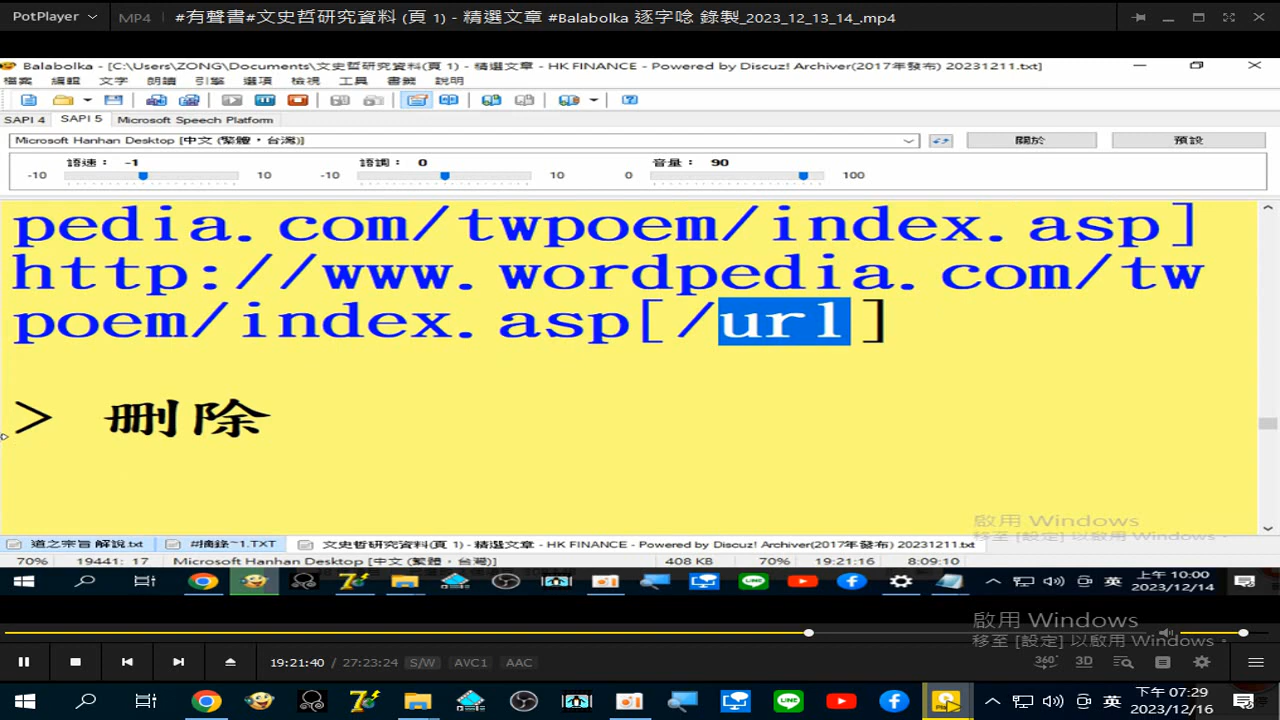 PotPlayer MP4 #有聲書#文史哲研究資料 (頁 1) - 精選文章 #Balabolka 逐字唸 錄製_2023_12_13_14_.mp4
Balabolka - [C:\Users\ZONG\Documents\文史哲研究資料(頁 1) - 精選文章 - HK FINANCE - Powered by Discuz! Archiver(2017年發布) 20231211.txt]
檔案 編輯 文字 朗讀 引擎 選項 檢視 工具 書籤 說明
SAPI 4 SAPI 5 Microsoft Speech Platform
Microsoft Hanhan Desktop [中文 (繁體，台灣)] 關於 預設
語速： -1 語調： 0 音量： 90
-10 10 -10 10 0 100
pedia.com/twpoem/index.asp]
http://www.wordpedia.com/tw
poem/index.asp[/url]
> 刪除
啟用 Windows
移至 [設定] 以啟用 Windows。
道之宗旨 解說.txt #摘錄~1.TXT 文史哲研究資料(頁 1) - 精選文章 - HK FINANCE - Powered by Discuz! Archiver(2017年發布) 20231211.txt
70% 19441: 17 Microsoft Hanhan Desktop [中文 (繁體，台灣)] 408 KB 70% 19:21:16 8:09:10
英 上午 10:00
2023/12/14
啟用 Windows
移至 [設定] 以啟用 Windows。
19:21:40 / 27:23:24 S/W AVC1 AAC 360° 3D
英 下午 07:29
2023/12/16